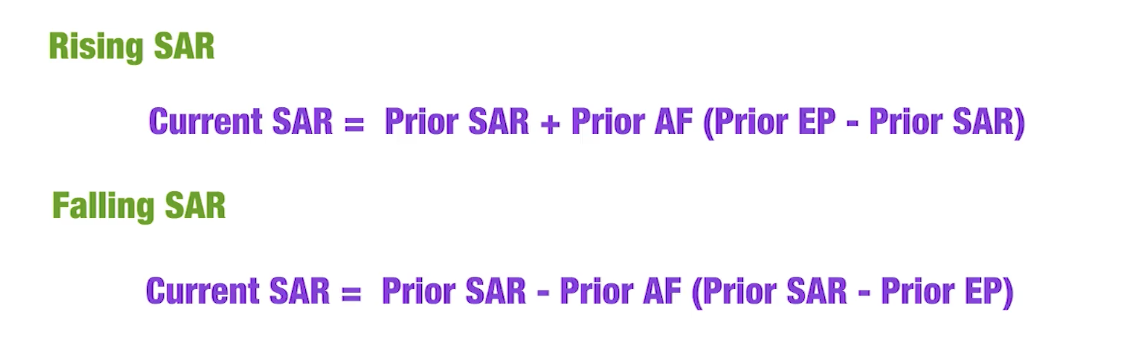 Rising SAR
Current SAR = Prior SAR + Prior AF (Prior EP - Prior SAR)
Falling SAR
Current SAR = Prior SAR - Prior AF (Prior SAR - Prior EP)